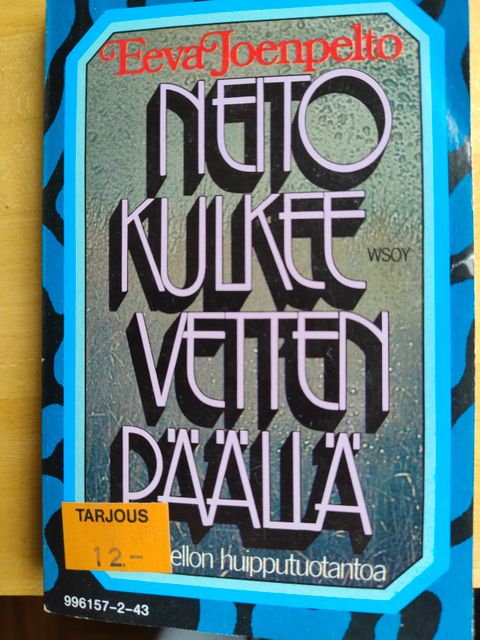 Eeva Joenpelto
NEITO
KULKEE
WSOY
VETTEN
PÄÄLLÄ
TARJOUS
12.—
ellon huipputuotantoa
996157-2-43